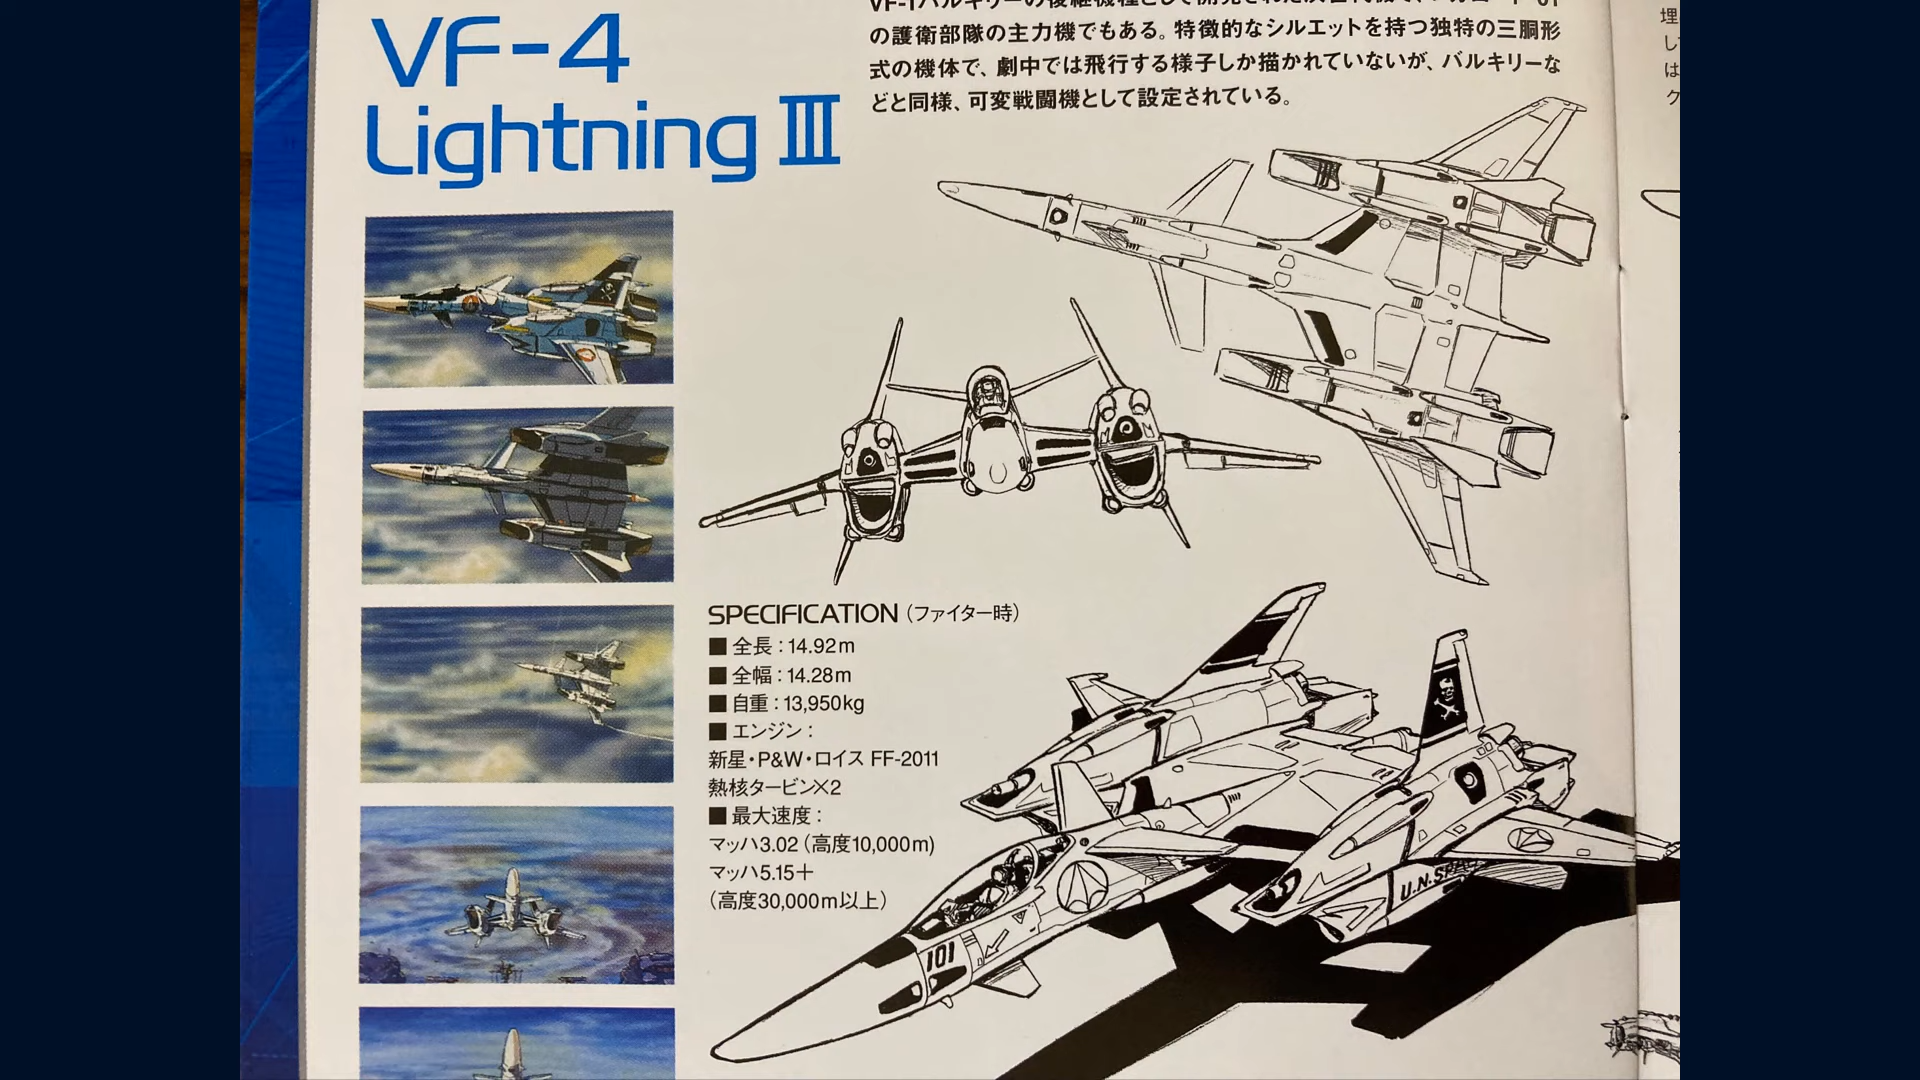 VF-4
Lightning III
の護衛部隊の主力機でもある。特徴的なシルエットを持つ独特の三胴形
式の機体で、劇中では飛行する様子しか描かれていないが、バルキリーな
どと同様、可変戦闘機として設定されている。
SPECIFICATION（ファイター時）
■ 全長：14.92m
■ 全幅：14.28m
■ 自重：13,950kg
■ エンジン：
新星・P&W・ロイス FF-2011
熱核タービン×2
■ 最大速度：
マッハ3.02（高度10,000m）
マッハ5.15＋
（高度30,000m以上）
U.N.SPAC
101